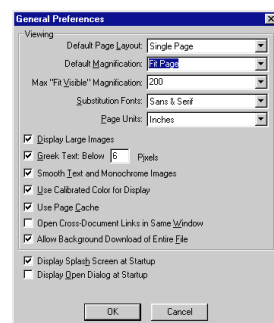 General Preferences
Viewing
Default Page Layout: Single Page
Default Magnification: Fit Page
Max "Fit Visible" Magnification: 200
Substitution Fonts: Sans & Serif
Page Units: Inches
Display Large Images
Greek Text: Below 6 Pixels
Smooth Text and Monochrome Images
Use Calibrated Color for Display
Use Page Cache
Open Cross-Document Links in Same Window
Allow Background Download of Entire File
Display Splash Screen at Startup
Display Open Dialog at Startup
OK Cancel